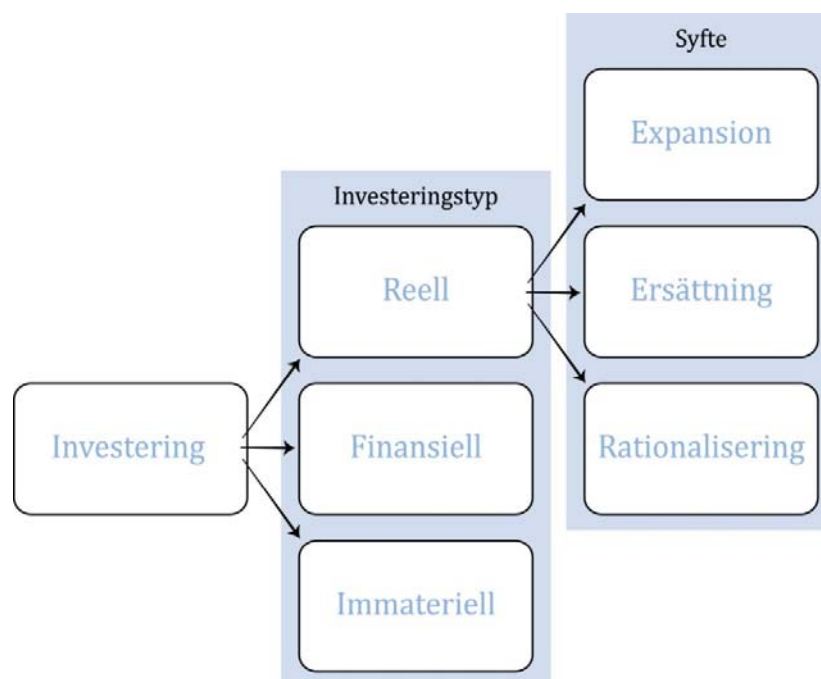 Syfte
Expansion
Investeringstyp
Reell
Ersättning
Investering
Finansiell
Rationalisering
Immateriell